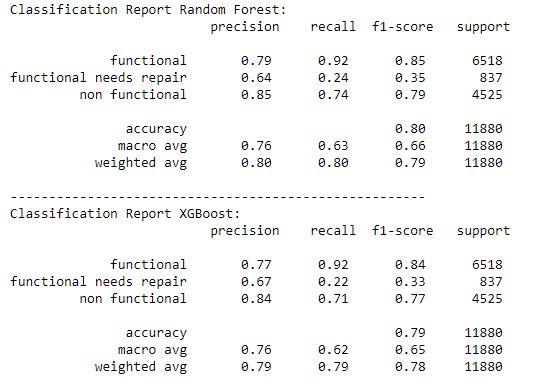 Classification Report Random Forest:
precision recall f1-score support
functional 0.79 0.92 0.85 6518
functional needs repair 0.64 0.24 0.35 837
non functional 0.85 0.74 0.79 4525
accuracy 0.80 11880
macro avg 0.76 0.63 0.66 11880
weighted avg 0.80 0.80 0.79 11880
-----------------------------------------------------
Classification Report XGBoost:
precision recall f1-score support
functional 0.77 0.92 0.84 6518
functional needs repair 0.67 0.22 0.33 837
non functional 0.84 0.71 0.77 4525
accuracy 0.79 11880
macro avg 0.76 0.62 0.65 11880
weighted avg 0.79 0.79 0.78 11880